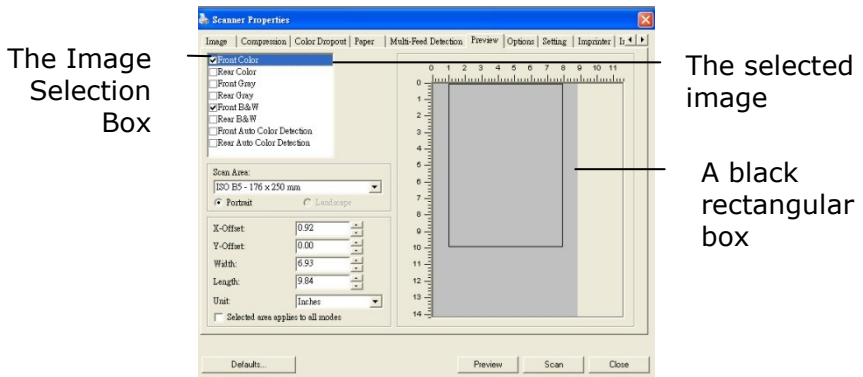 The Image
Selection
Box
Scanner Properties
Image Compression Color Dropout Paper Multi-Feed Detection Preview Options Setting Imprinter
Front Color
Rear Color
Front Gray
Rear Gray
Front B&W
Rear B&W
Front Auto Color Detection
Rear Auto Color Detection
Scan Area:
ISO B5 - 176 x 250 mm
Portrait Landscape
X-Offset: 0.92
Y-Offset: 0.00
Width: 6.93
Length: 9.84
Unit: Inches
Selected area applies to all modes
0 1 2 3 4 5 6 7 8 9 10 11
0
1
2
3
4
5
6
7
8
9
10
11
12
13
14
Defaults... Preview Scan Close
The selected
image
A black
rectangular
box